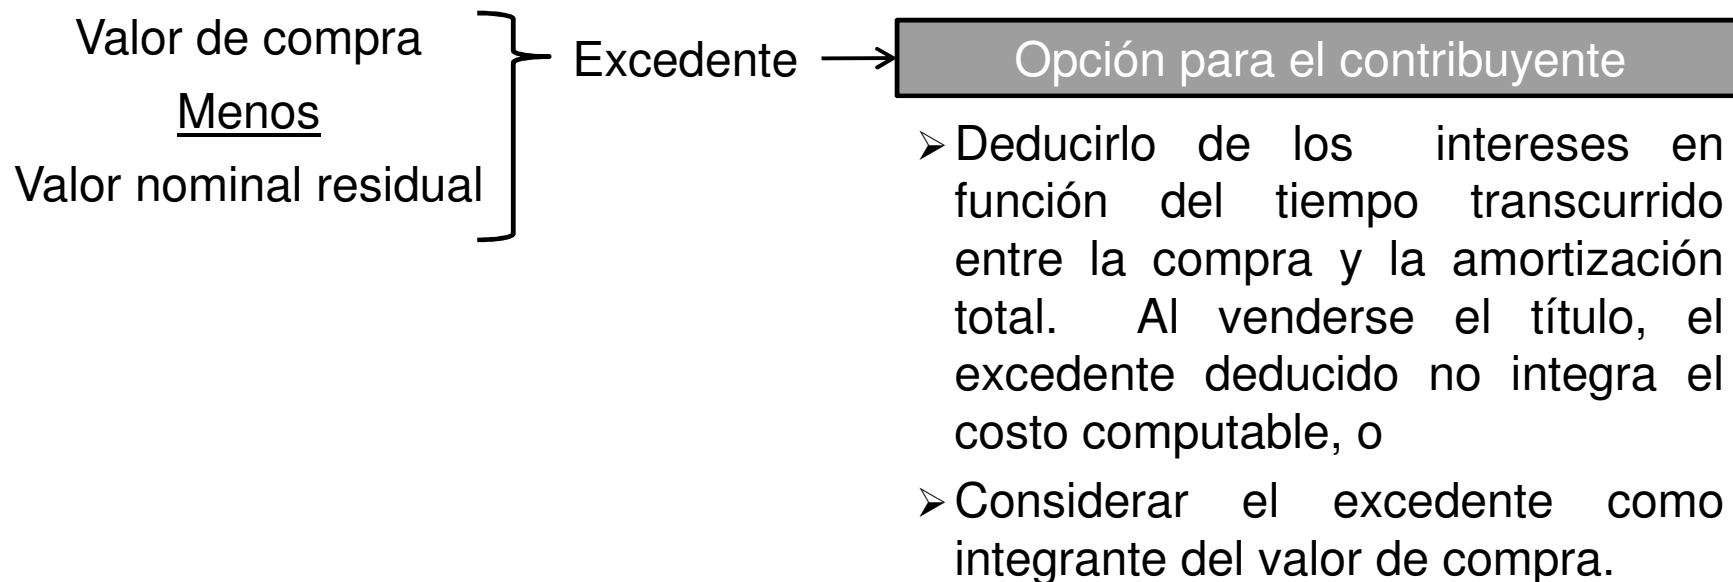 Valor de compra
Menos
Valor nominal residual
Excedente
Opción para el contribuyente
Deducirlo de los intereses en
función del tiempo transcurrido
entre la compra y la amortización
total. Al venderse el título, el
excedente deducido no integra el
costo computable, o
Considerar el excedente como
integrante del valor de compra.